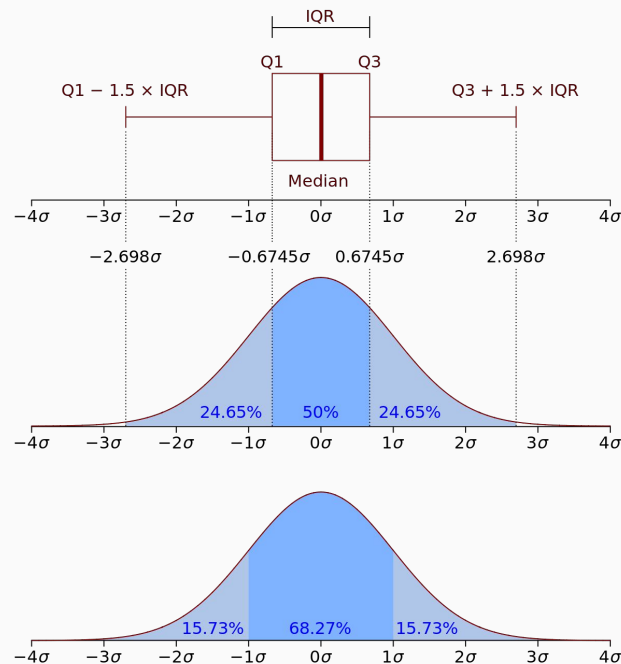 IQR
Q1 Q3
Q1 − 1.5 × IQR Q3 + 1.5 × IQR
Median
−4σ −3σ −2σ −1σ 0σ 1σ 2σ 3σ 4σ
−2.698σ −0.6745σ 0.6745σ 2.698σ
24.65% 50% 24.65%
−4σ −3σ −2σ −1σ 0σ 1σ 2σ 3σ 4σ
15.73% 68.27% 15.73%
−4σ −3σ −2σ −1σ 0σ 1σ 2σ 3σ 4σ